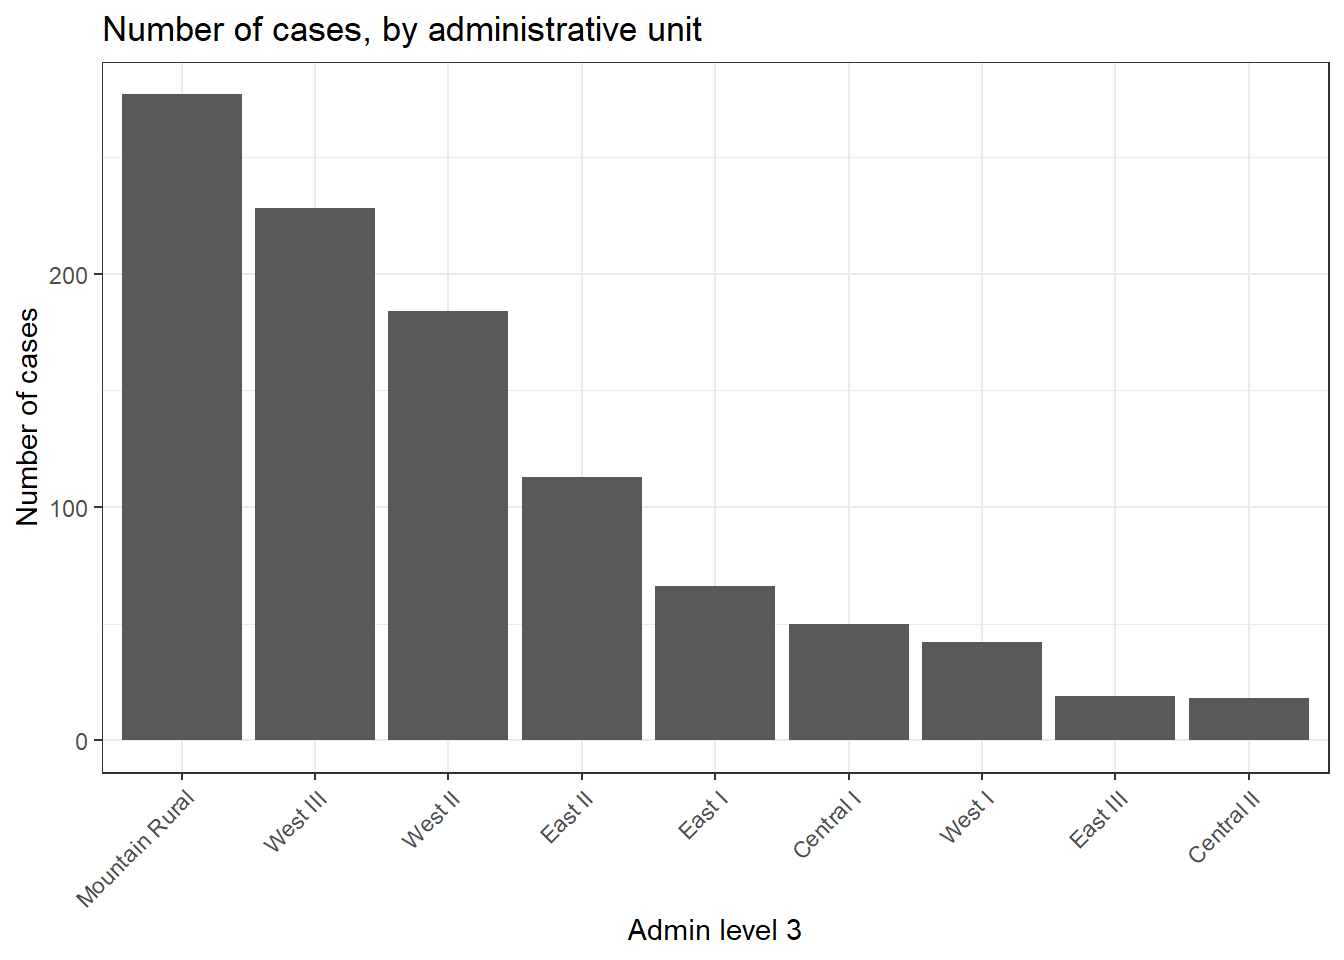 Number of cases, by administrative unit
Number of cases
200
100
0
Mountain Rural
West III
West II
East II
East I
Central I
West I
East III
Central II
Admin level 3